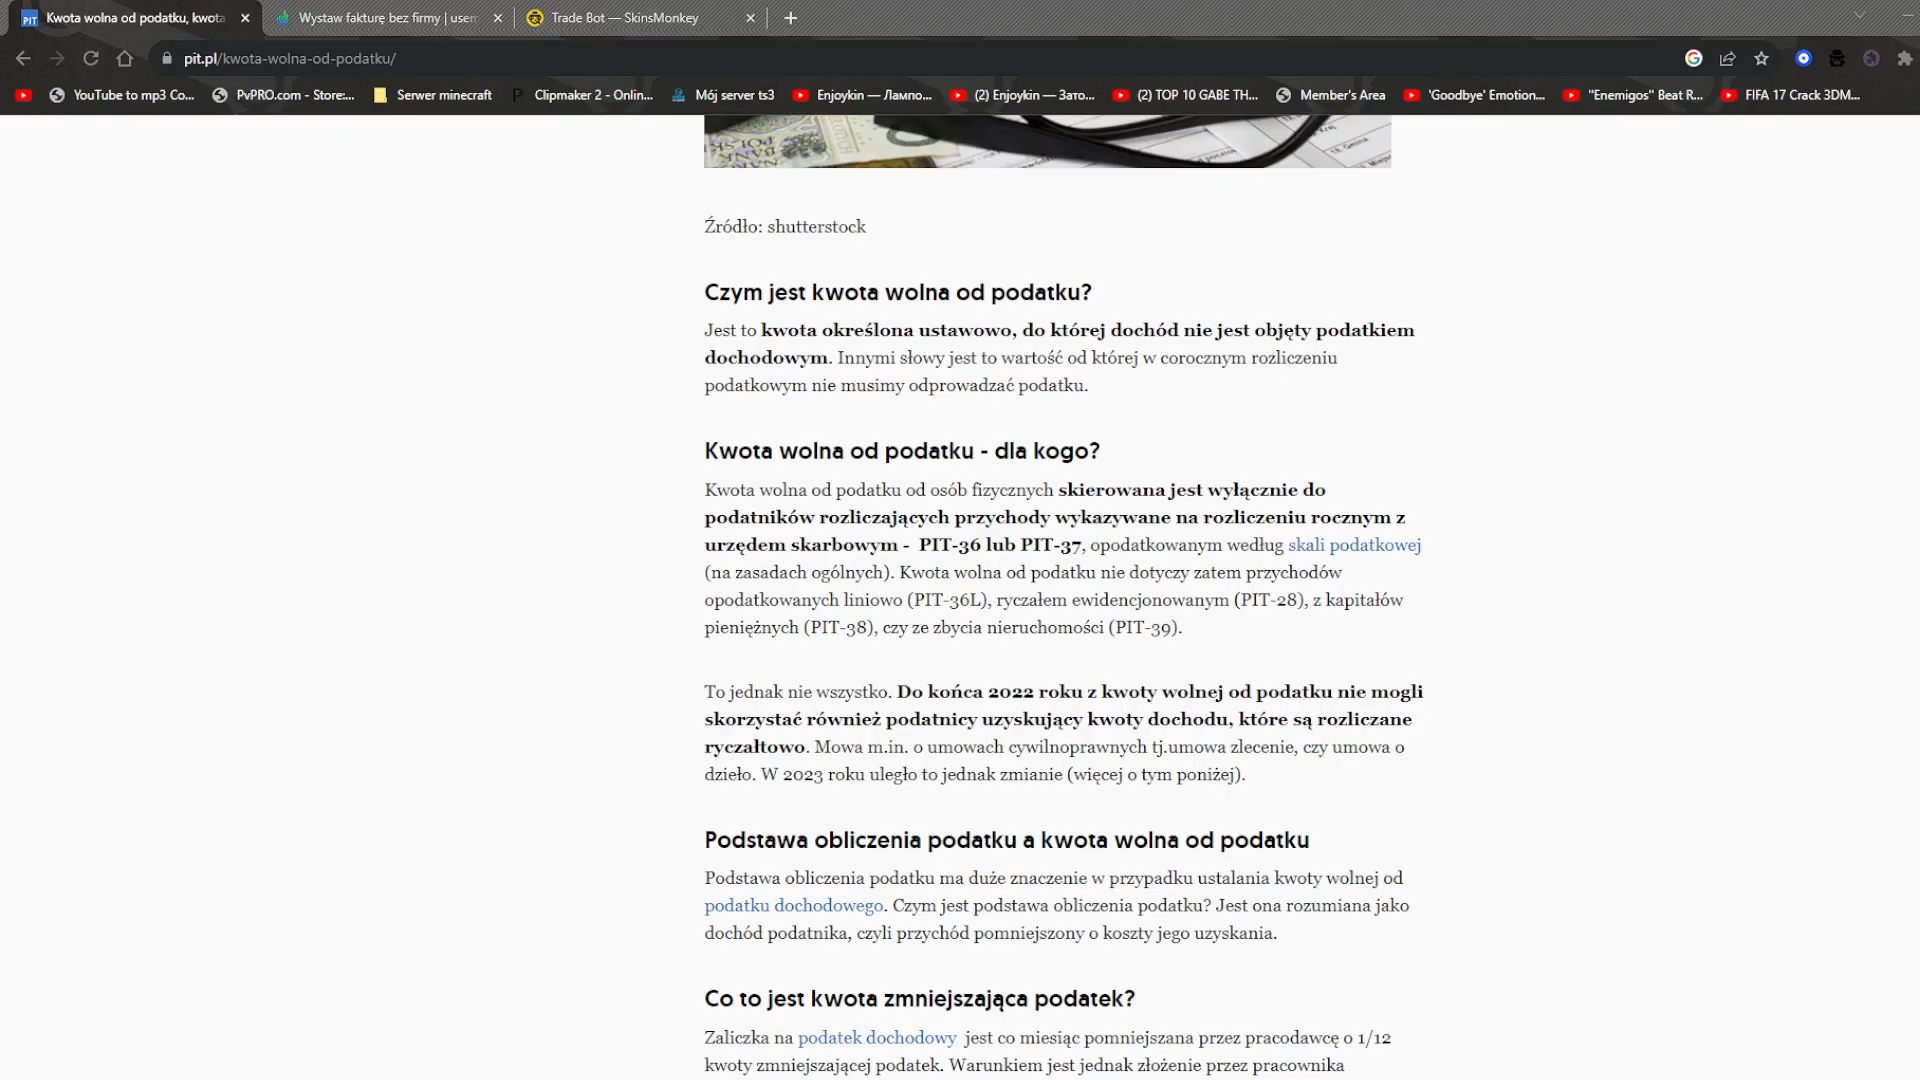 PIT Kwota wolna od podatku, kwota
Wystaw fakturę bez firmy | usem
Trade Bot — SkinsMonkey
pit.pl/kwota-wolna-od-podatku/
YouTube to mp3 Co...
PvPRO.com - Store:...
Serwer minecraft
Clipmaker 2 - Onlin...
Mój server ts3
Enjoykin — Лампо...
(2) Enjoykin — Зато...
(2) TOP 10 GABE TH...
Member's Area
'Goodbye' Emotion...
"Enemigos" Beat R...
FIFA 17 Crack 3DM...
Źródło: shutterstock
Czym jest kwota wolna od podatku?
Jest to kwota określona ustawowo, do której dochód nie jest objęty podatkiem
dochodowym. Innymi słowy jest to wartość od której w corocznym rozliczeniu
podatkowym nie musimy odprowadzać podatku.
Kwota wolna od podatku - dla kogo?
Kwota wolna od podatku od osób fizycznych skierowana jest wyłącznie do
podatników rozliczających przychody wykazywane na rozliczeniu rocznym z
urzędem skarbowym - PIT-36 lub PIT-37, opodatkowanym według skali podatkowej
(na zasadach ogólnych). Kwota wolna od podatku nie dotyczy zatem przychodów
opodatkowanych liniowo (PIT-36L), ryczałem ewidencjonowanym (PIT-28), z kapitałów
pieniężnych (PIT-38), czy ze zbycia nieruchomości (PIT-39).
To jednak nie wszystko. Do końca 2022 roku z kwoty wolnej od podatku nie mogli
skorzystać również podatnicy uzyskujący kwoty dochodu, które są rozliczane
ryczałtowo. Mowa m.in. o umowach cywilnoprawnych tj.umowa zlecenie, czy umowa o
dzieło. W 2023 roku uległo to jednak zmianie (więcej o tym poniżej).
Podstawa obliczenia podatku a kwota wolna od podatku
Podstawa obliczenia podatku ma duże znaczenie w przypadku ustalania kwoty wolnej od
podatku dochodowego. Czym jest podstawa obliczenia podatku? Jest ona rozumiana jako
dochód podatnika, czyli przychód pomniejszony o koszty jego uzyskania.
Co to jest kwota zmniejszająca podatek?
Zaliczka na podatek dochodowy jest co miesiąc pomniejszana przez pracodawcę o 1/12
kwoty zmniejszającej podatek. Warunkiem jest jednak złożenie przez pracownika